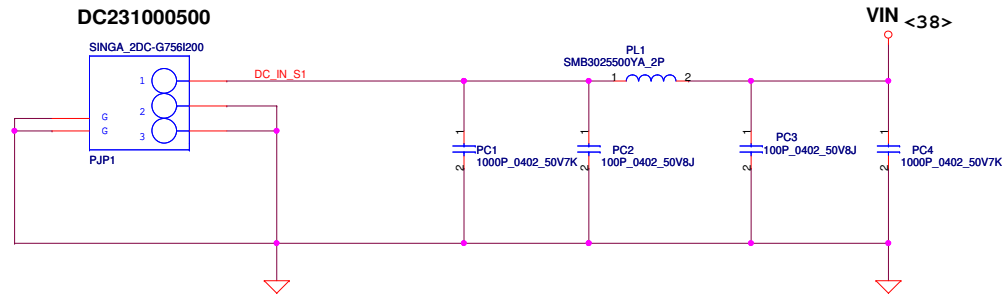 DC231000500
VIN <38>
SINGA_2DC-G756I200
PL1
SMB3025500YA_2P
1 DC_IN_S1 1 2
2
G
G 3
1 1 1 1
PC1 PC2 PC3 PC4
1000P_0402_50V7K 100P_0402_50V8J 100P_0402_50V8J 1000P_0402_50V7K
PJP1
2 2 2 2